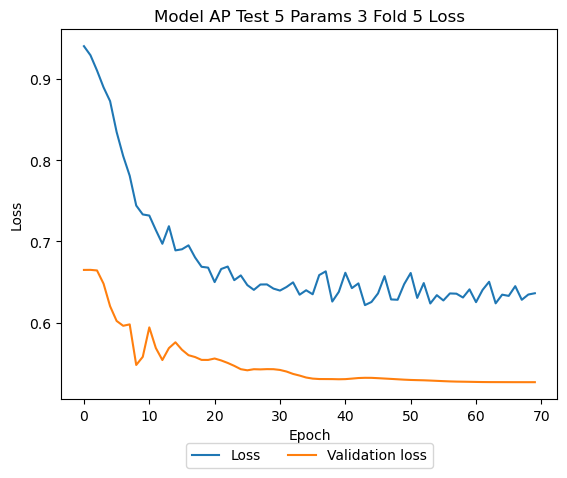 Model AP Test 5 Params 3 Fold 5 Loss
Loss
0.9
0.8
0.7
0.6
0 10 20 30 40 50 60 70
Epoch
Loss Validation loss